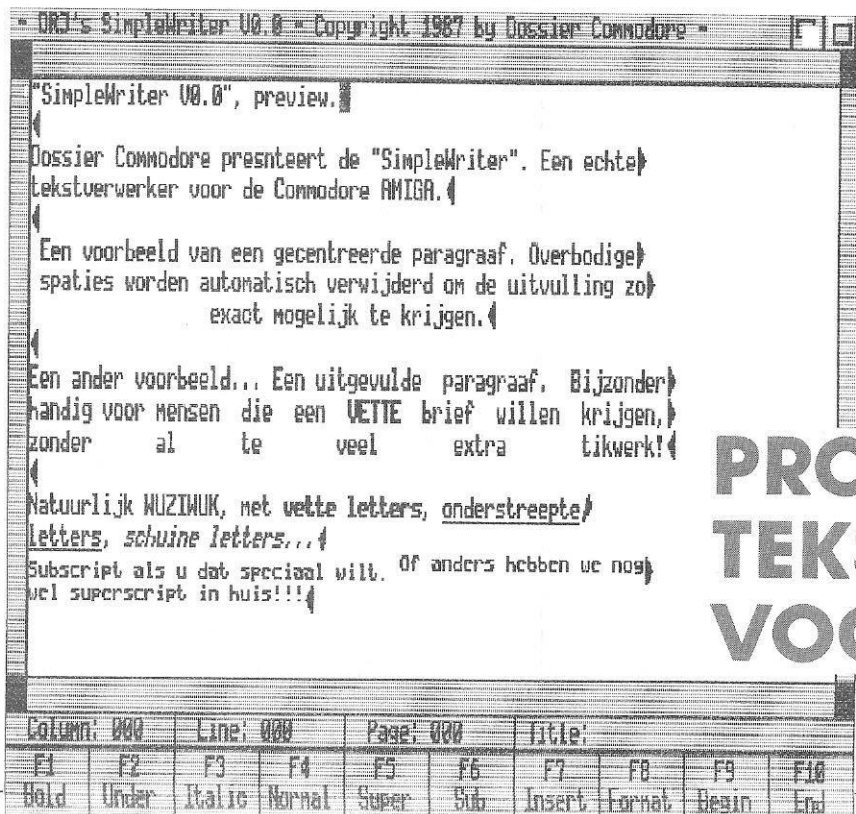 = ORJ's SimpleWriter V0.0 = Copyright 1987 by Dossier Commodore =
"SimpleWriter V0.0", preview.
Dossier Commodore presnteert de "SimpleWriter". Een echte
tekstverwerker voor de Commodore AMIGA.
Een voorbeeld van een gecentreerde paragraaf. Overbodige
spaties worden automatisch verwijderd om de uitvulling zo
exact mogelijk te krijgen.
Een ander voorbeeld... Een uitgevulde paragraaf. Bijzonder
handig voor mensen die een VETTE brief willen krijgen,
zonder al te veel extra tikwerk!
Natuurlijk WUZIWUK, met vette letters, onderstreepte
letters, schuine letters...
Subscript als u dat speciaal wilt. Of anders hebben we nog
wel superscript in huis!!!
PRO
TEKS
VOO
Column: 000 Line: 000 Page: 000 Title:
F1 F2 F3 F4 F5 F6 F7 F8 F9 F10
Bold Under Italic Normal Super Sub Insert Format Begin End